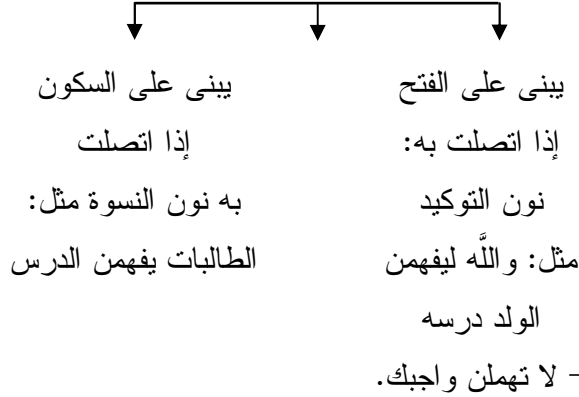 يبنى على الفتح
إذا اتصلت به:
نون التوكيد
مثل: واللَّه ليفهمن
الولد درسه
- لا تهملن واجبك.
يبنى على السكون
إذا اتصلت
به نون النسوة مثل:
الطالبات يفهمن الدرس